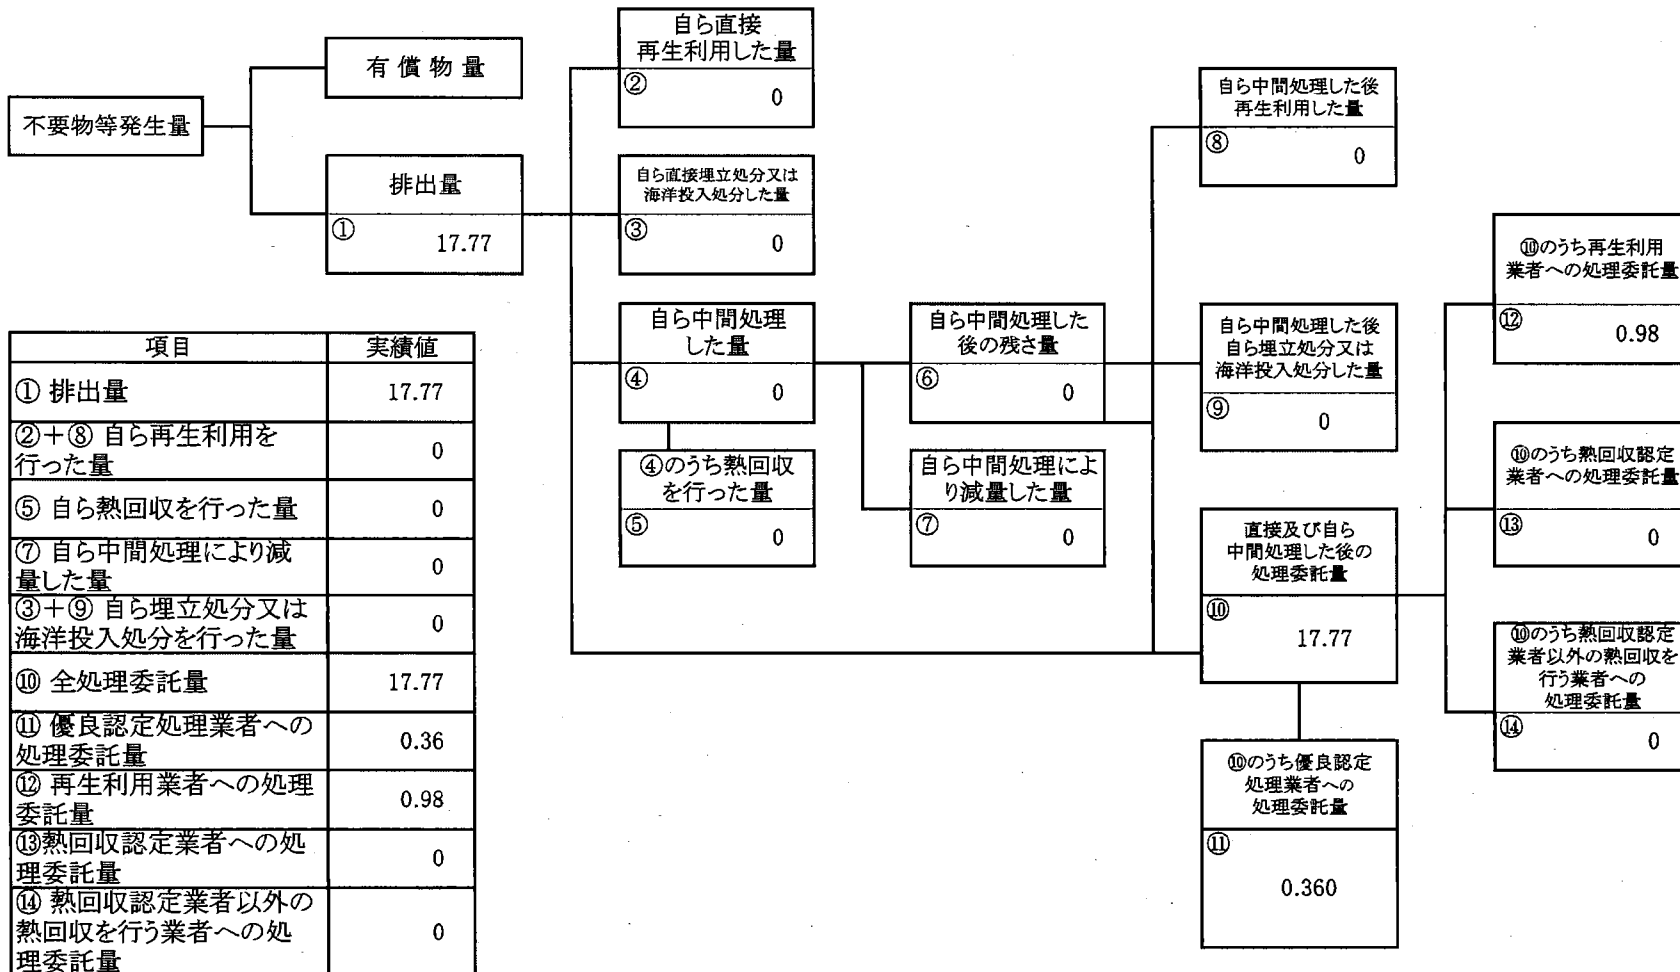 不要物等発生量
有償物量
排出量
①
17.77
自ら直接
再生利用した量
②
0
自ら直接埋立処分又は
海洋投入処分した量
③
0
自ら中間処理
した量
④
0
④のうち熱回収
を行った量
⑤
0
自ら中間処理した
後の残さ量
⑥
0
自ら中間処理によ
り減量した量
⑦
0
自ら中間処理した後
再生利用した量
⑧
0
自ら中間処理した後
自ら埋立処分又は
海洋投入処分した量
⑨
0
直接及び自ら
中間処理した後の
処理委託量
⑩
17.77
⑩のうち優良認定
処理業者への
処理委託量
⑪
0.360
⑩のうち再生利用
業者への処理委託量
⑫
0.98
⑩のうち熱回収認定
業者への処理委託量
⑬
0
⑩のうち熱回収認定
業者以外の熱回収を
行う業者への
処理委託量
⑭
0
項目 実績値
① 排出量 17.77
②+⑧ 自ら再生利用を
行った量 0
⑤ 自ら熱回収を行った量 0
⑦ 自ら中間処理により減
量した量 0
③+⑨ 自ら埋立処分又は
海洋投入処分を行った量 0
⑩ 全処理委託量 17.77
⑪ 優良認定処理業者への
処理委託量 0.36
⑫ 再生利用業者への処理
委託量 0.98
⑬熱回収認定業者への処
理委託量 0
⑭ 熱回収認定業者以外の
熱回収を行う業者への処
理委託量 0